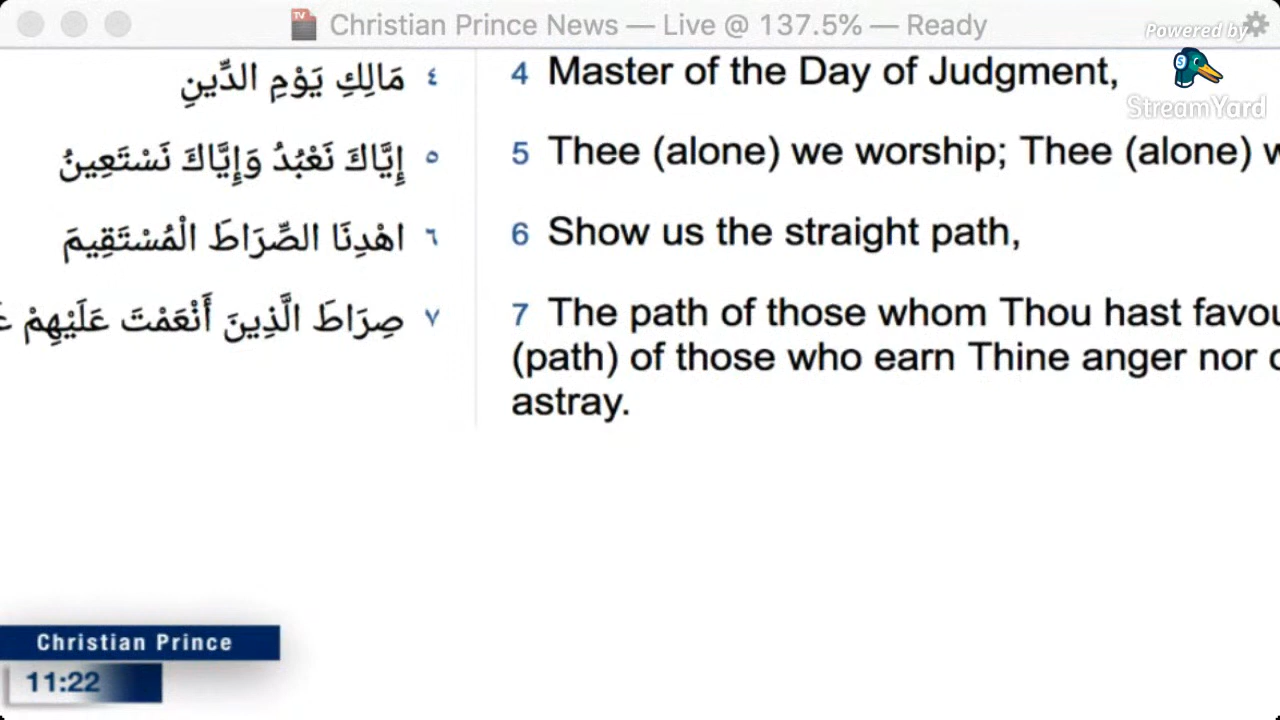 Christian Prince News — Live @ 137.5% — Ready
Powered by
StreamYard
مَالِكِ يَوْمِ الدِّينِ ٤
4 Master of the Day of Judgment,
إِيَّاكَ نَعْبُدُ وَإِيَّاكَ نَسْتَعِينُ ٥
5 Thee (alone) we worship; Thee (alone) w
اهْدِنَا الصِّرَاطَ الْمُسْتَقِيمَ ٦
6 Show us the straight path,
صِرَاطَ الَّذِينَ أَنْعَمْتَ عَلَيْهِمْ ٧
7 The path of those whom Thou hast favou
(path) of those who earn Thine anger nor
astray.
Christian Prince
11:22